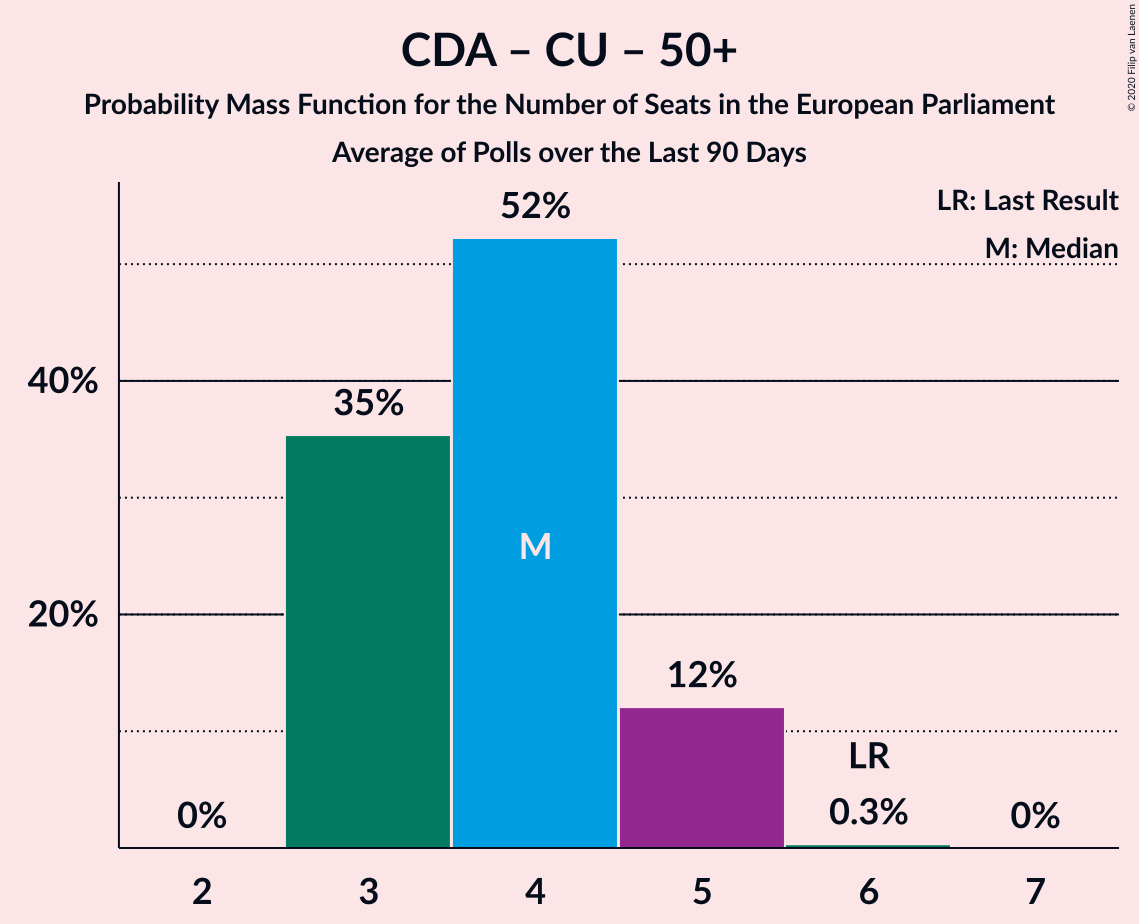 CDA – CU – 50+
Probability Mass Function for the Number of Seats in the European Parliament
Average of Polls over the Last 90 Days
© 2020 Filip van Laenen
LR: Last Result
M: Median
52%
40%
35%
M
20%
12%
LR
0%
0.3%
0%
2 3 4 5 6 7